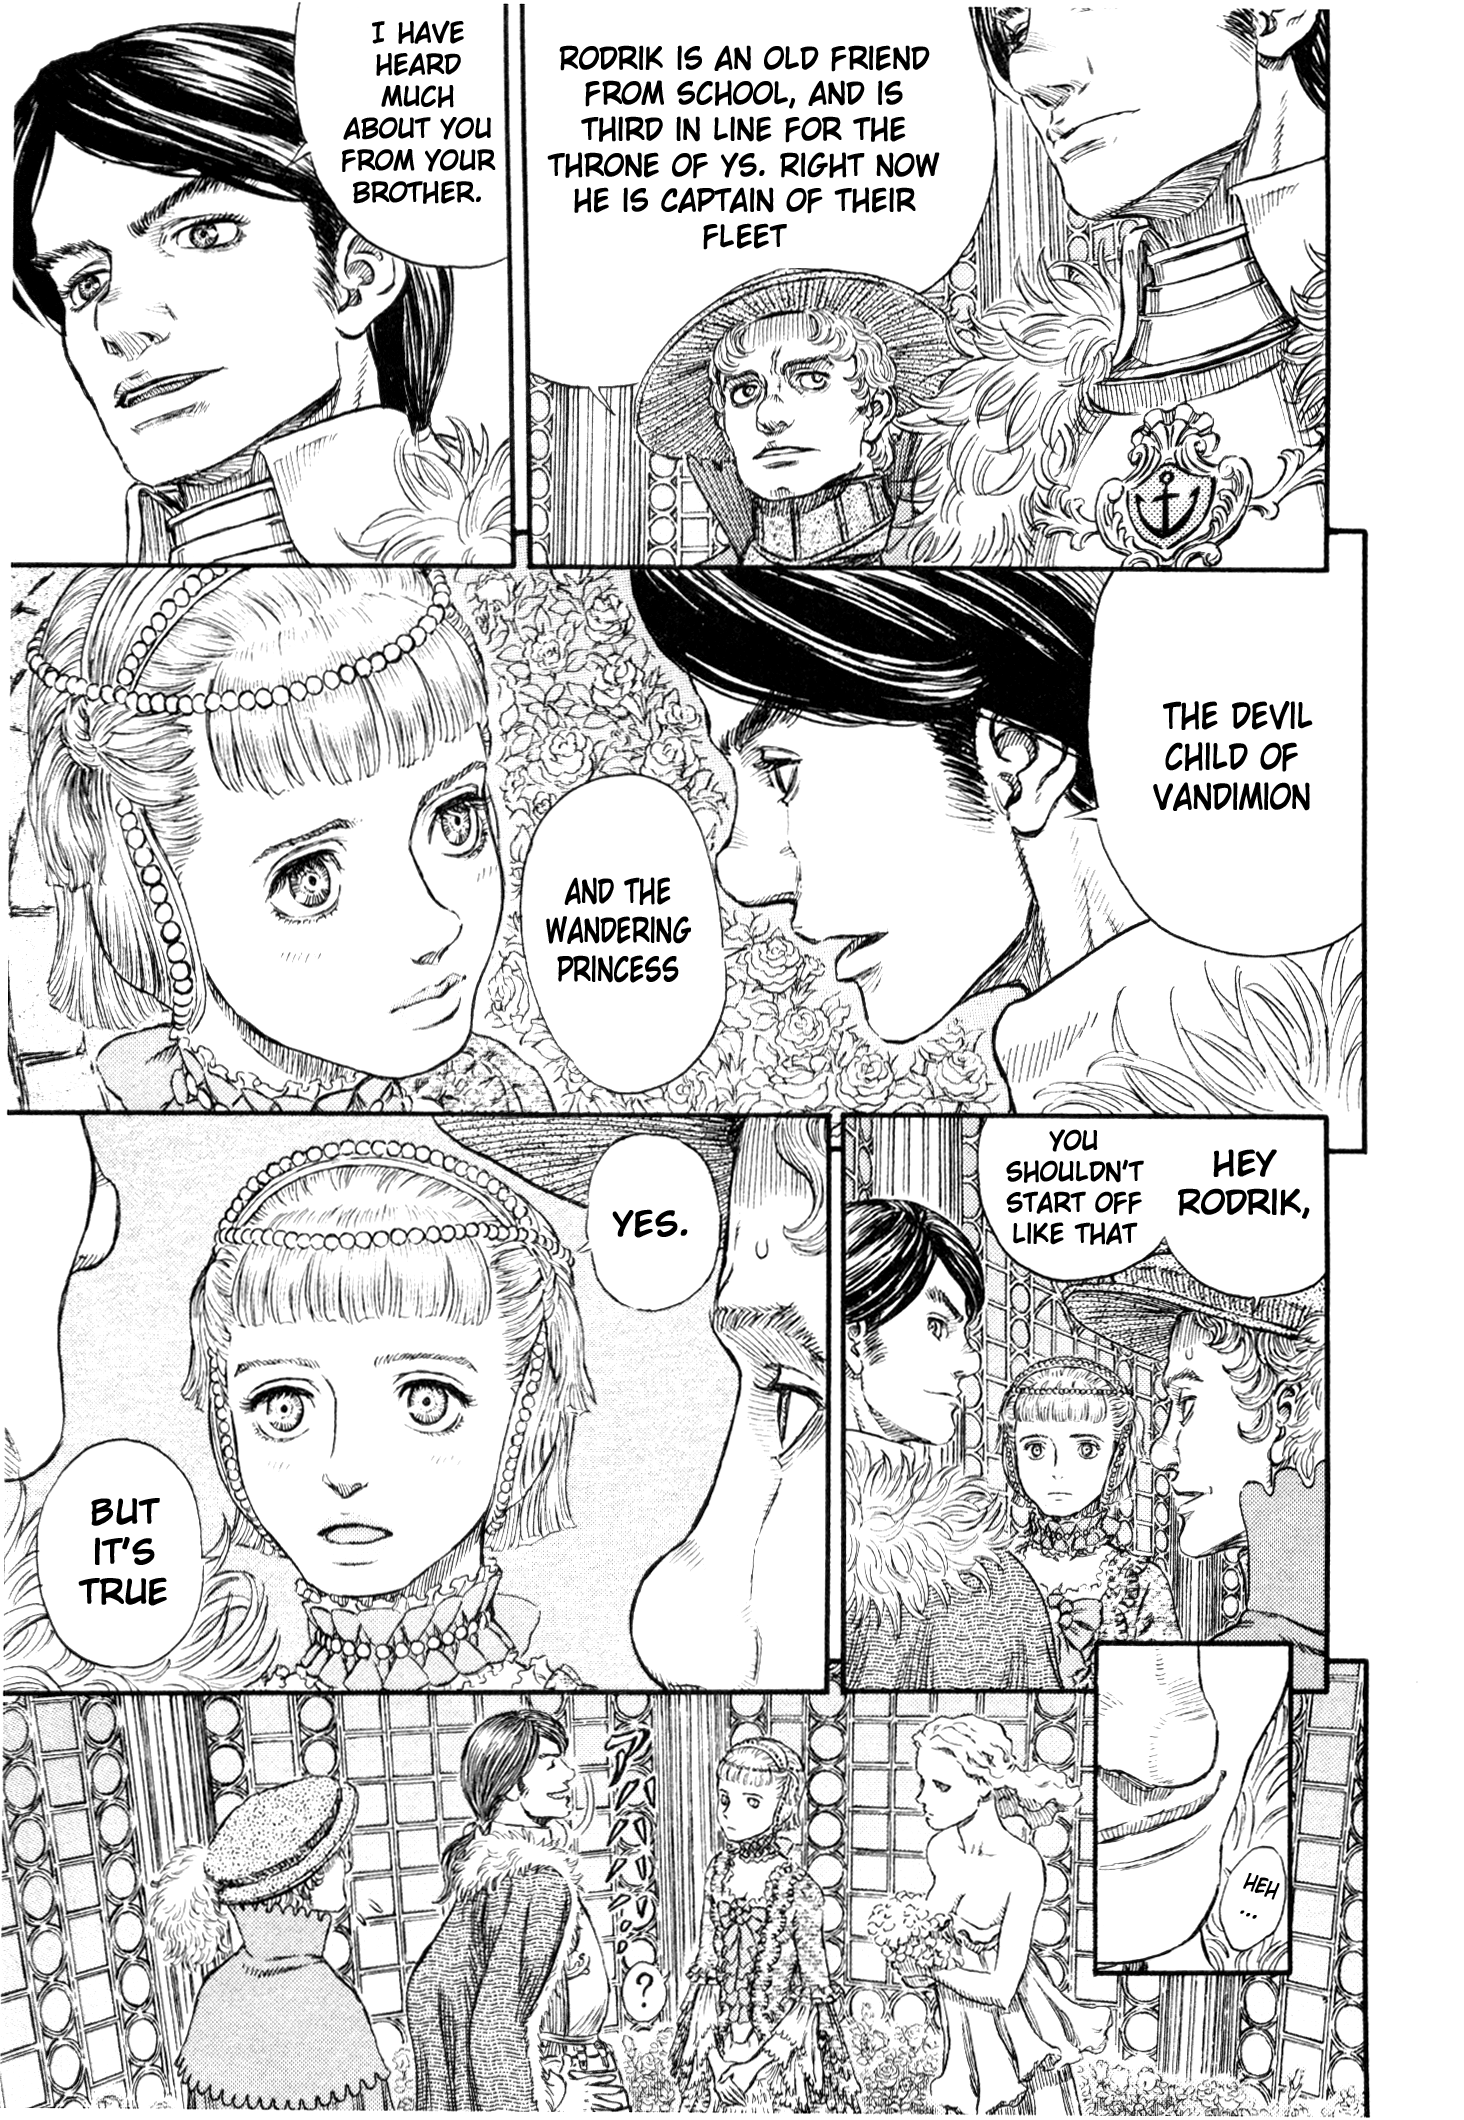 RODRIK IS AN OLD FRIEND
FROM SCHOOL, AND IS
THIRD IN LINE FOR THE
THRONE OF YS. RIGHT NOW
HE IS CAPTAIN OF THEIR
FLEET
I HAVE
HEARD
MUCH
ABOUT YOU
FROM YOUR
BROTHER.
THE DEVIL
CHILD OF
VANDIMION
AND THE
WANDERING
PRINCESS
HEY
RODRIK,
YOU
SHOULDN'T
START OFF
LIKE THAT
YES.
BUT
IT'S
TRUE
HEH
...
?